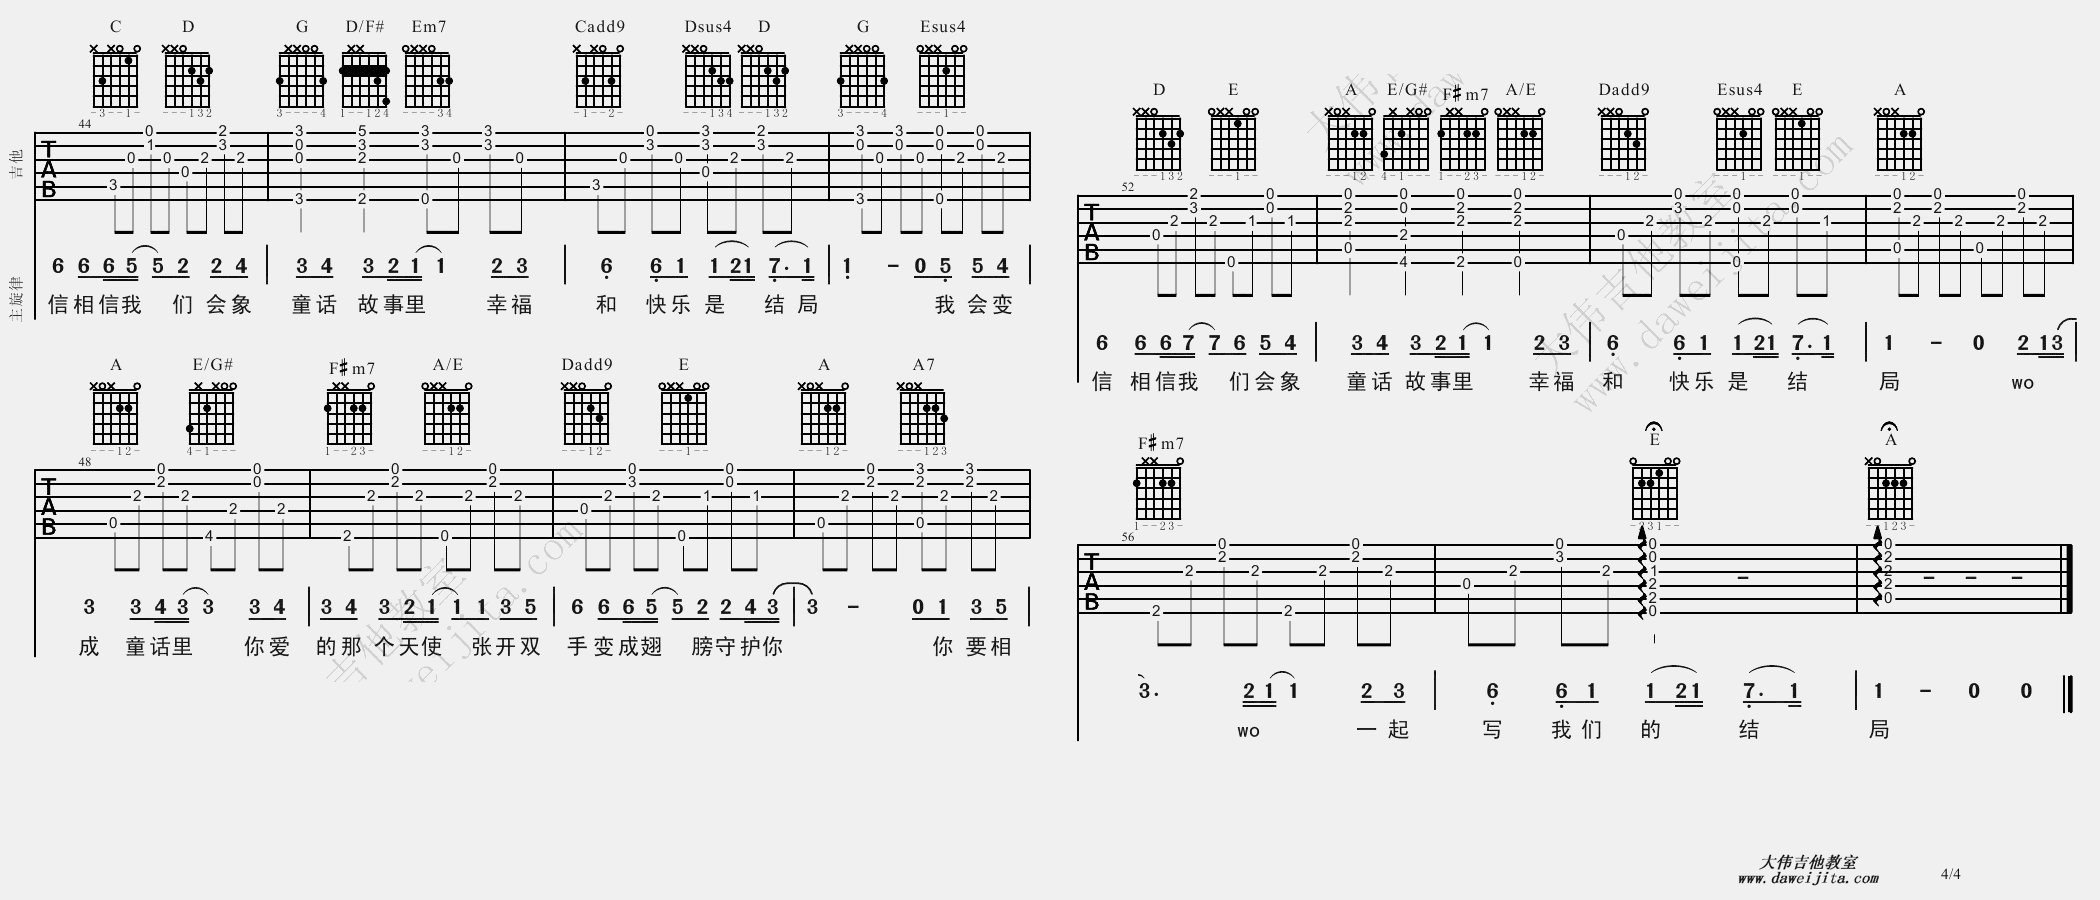 C D G D/F# Em7 Cadd9 Dsus4 D G Esus4
吉他
44
主旋律
6 6 6 5 5 2 2 4 3 4 3 2 1 1 2 3 6 6 1 1 2 1 7· 1 1 - 0 5 5 4
信相信我 们 会象 童话 故事里 幸福 和 快乐 是 结 局 我 会变
A E/G# F#m7 A/E Dadd9 E A A7
48
3 3 4 3 3 3 4 3 4 3 2 1 1 1 3 5 6 6 6 5 5 2 2 4 3 3 - 0 1 3 5
成 童话里 你爱 的那 个天使 张开双 手变成翅 膀守护你 你 要相
D E A E/G# F#m7 A/E Dadd9 Esus4 E A
52
6 6 6 7 7 6 5 4 3 4 3 2 1 1 2 3 6 6 1 1 2 1 7· 1 1 - 0 2 1 3
信 相信我 们会象 童话 故事里 幸福 和 快乐 是 结 局 wo
F#m7 E A
56
3· 2 1 1 2 3 6 6 1 1 2 1 7· 1 1 - 0 0
wo 一起 写 我们 的 结 局
大伟吉他教室
www.daweijita.com
4/4